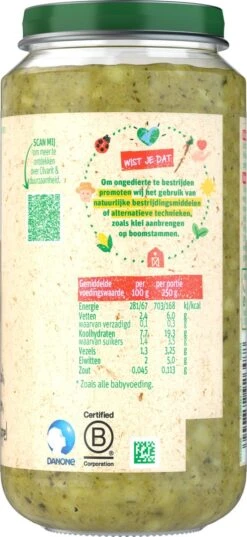 SCAN MIJ
om meer te
ontdekken
over Olvarit &
duurzaamheid.
WIST JE DAT
Om ongedierte te bestrijden
promoten wij het gebruik van
natuurlijke bestrijdingsmiddelen
of alternatieve technieken,
zoals klei aanbrengen
op boomstammen.
Gemiddelde voedingswaarde per 100 g per portie 250 g
Energie 281/67 703/168 kJ/kcal
Vetten 2,4 6,0 g
waarvan verzadigd 0,1 0,3 g
Koolhydraten 7,7 19,3 g
waarvan suikers 1,4 3,5 g
Vezels 1,3 3,25 g
Eiwitten 2 5,0 g
Zout 0,045 0,113 g
* Zoals alle babyvoeding.
Certified
B
Corporation
DANONE